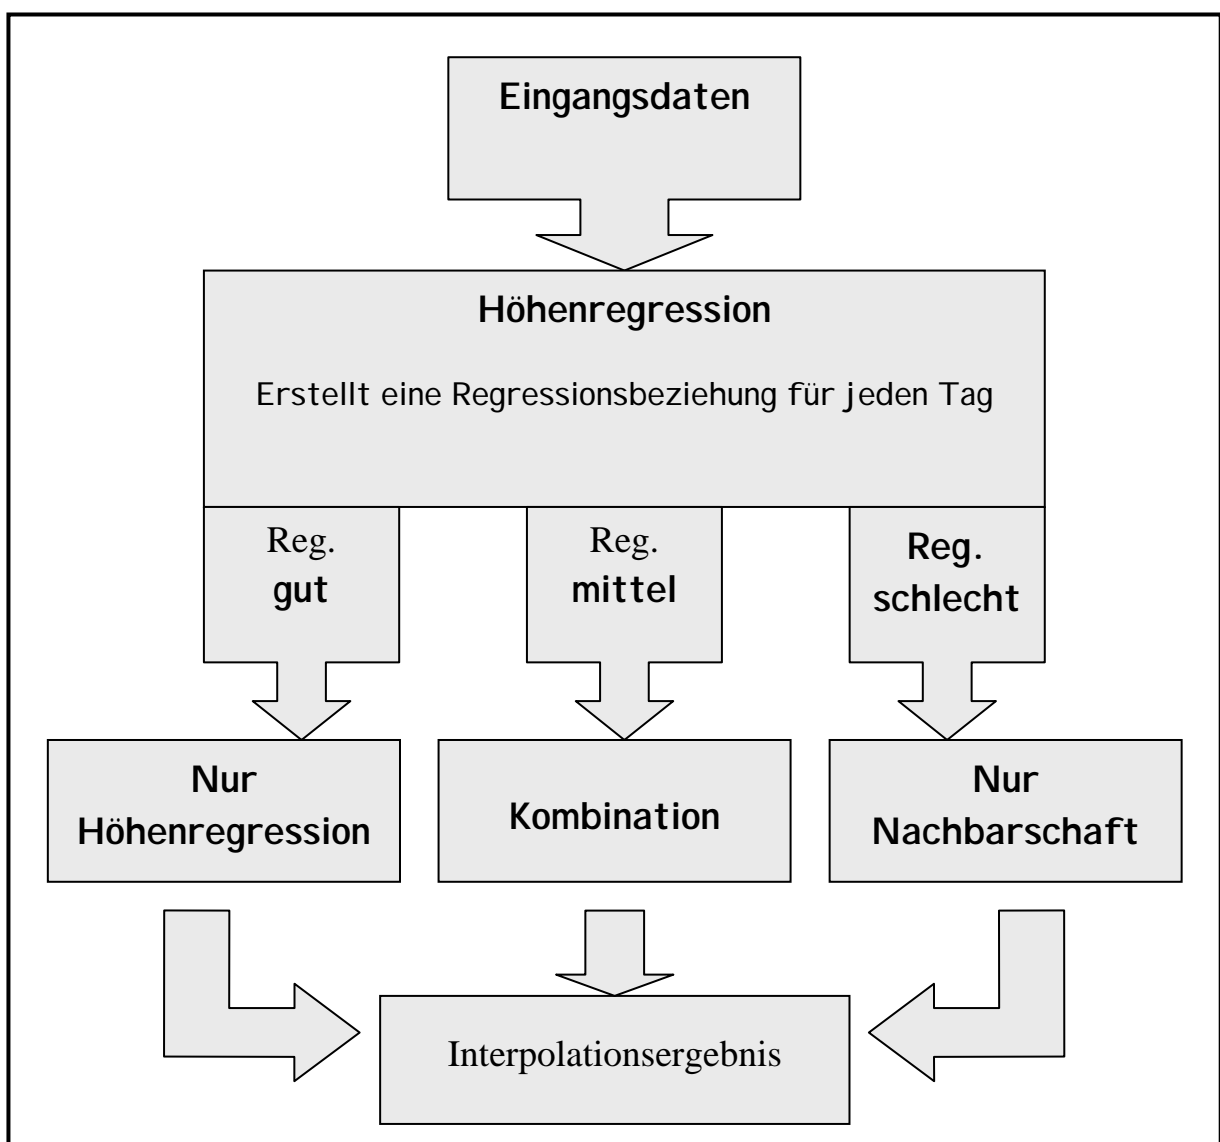 Eingangsdaten
Höhenregression
Erstellt eine Regressionsbeziehung für jeden Tag
Reg.
gut
Reg.
mittel
Reg.
schlecht
Nur
Höhenregression
Kombination
Nur
Nachbarschaft
Interpolationsergebnis